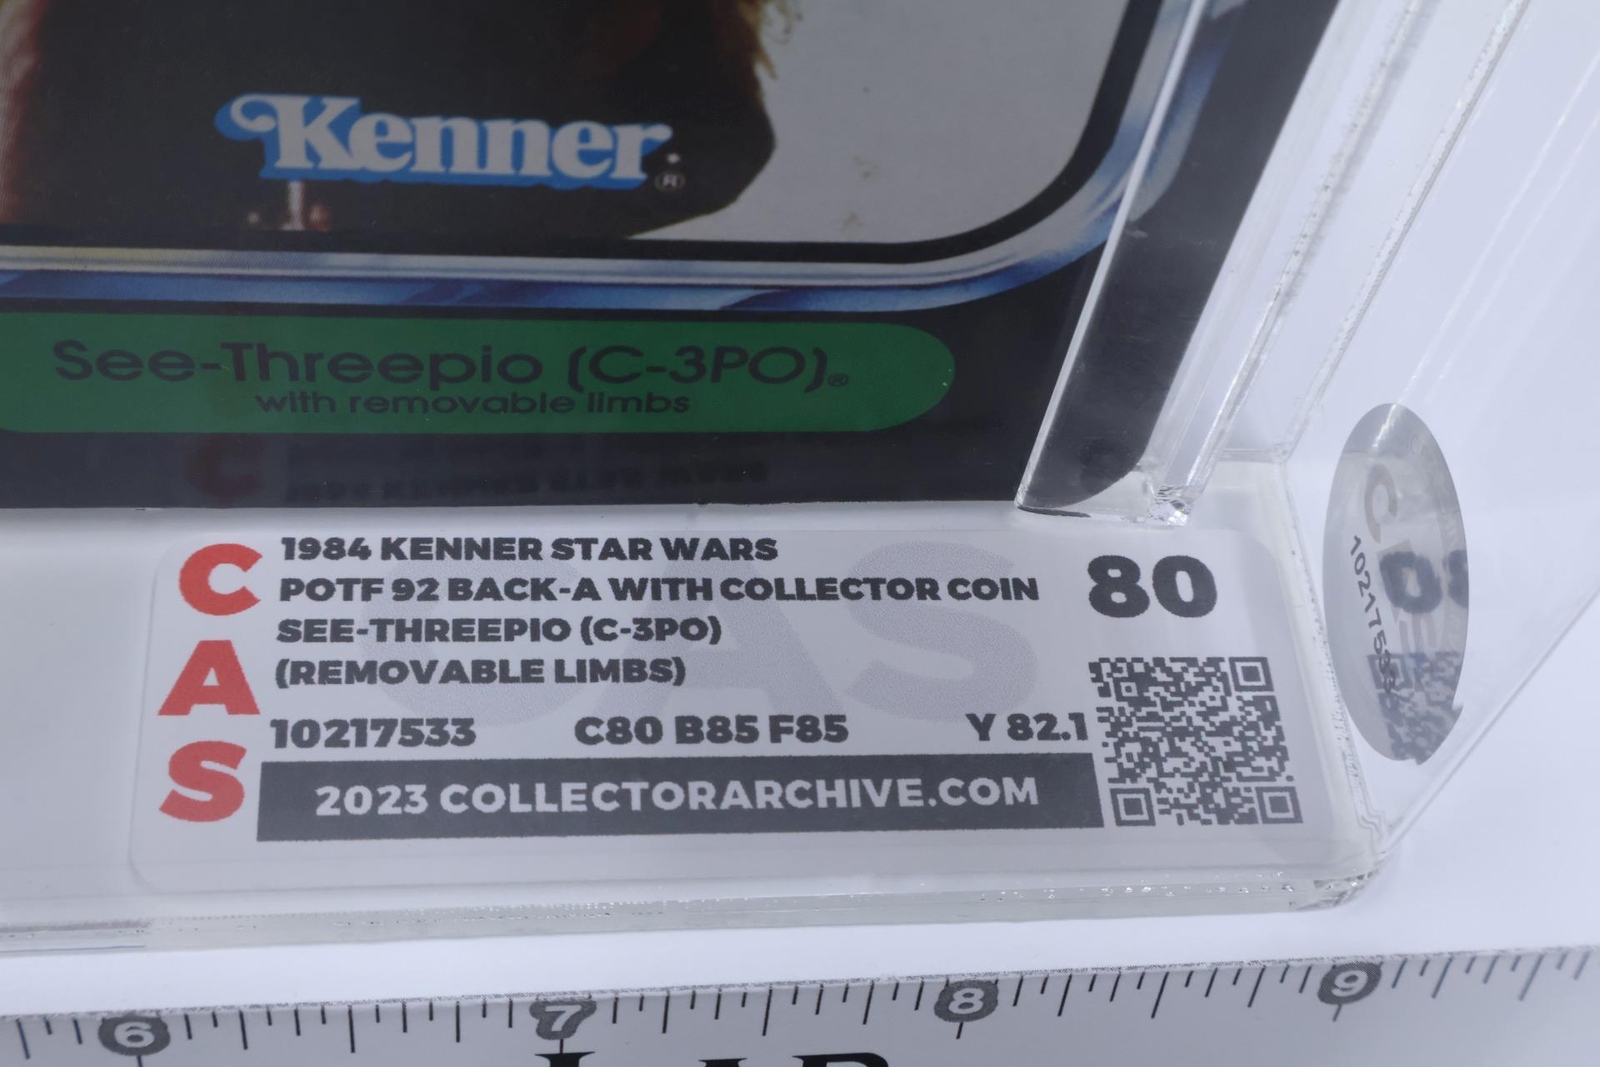 Kenner®
See-Threepio (C-3PO)®
with removable limbs
CAS
1984 KENNER STAR WARS
POTF 92 BACK-A WITH COLLECTOR COIN
SEE-THREEPIO (C-3PO)
(REMOVABLE LIMBS)
80
10217533 C80 B85 F85 Y 82.1
2023 COLLECTORARCHIVE.COM
6 7 8 9